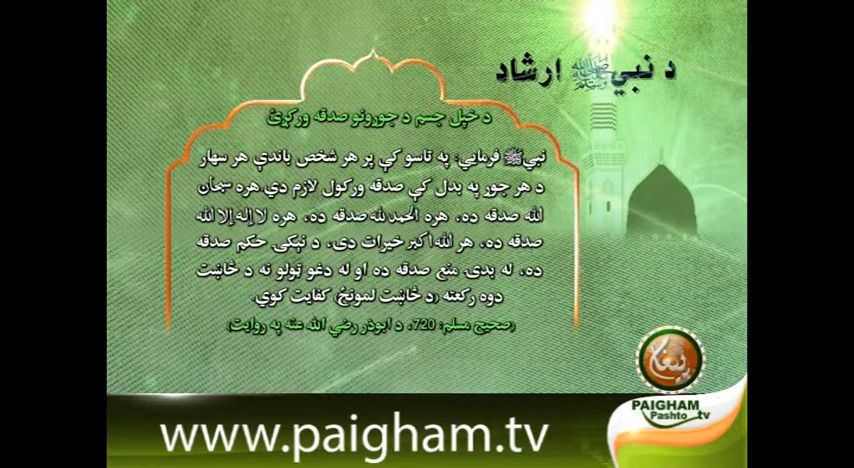 د نبي ﷺ ارشاد
د خپل جسم د جوړونو صدقه ورکړئ
نبي ﷺ فرمايي: په تاسو کې پر هر شخص باندې هر سهار
د هر جوړ په بدل کې صدقه ورکول لازم دي. هره سبحان
الله صدقه ده، هره الحمد لله صدقه ده، هره لا إله إلا الله
صدقه ده، هر الله اکبر خيرات دی، د نېکۍ حکم صدقه
ده، له بدۍ منع صدقه ده او له دغو ټولو نه د څاښت
دوه رکعته (د څاښت لمونځ) کفايت کوي.
(صحيح مسلم: 720، د ابوذر رضي الله عنه په روايت)
پيغام
PAIGHAM
Pashto tv
www.paigham.tv